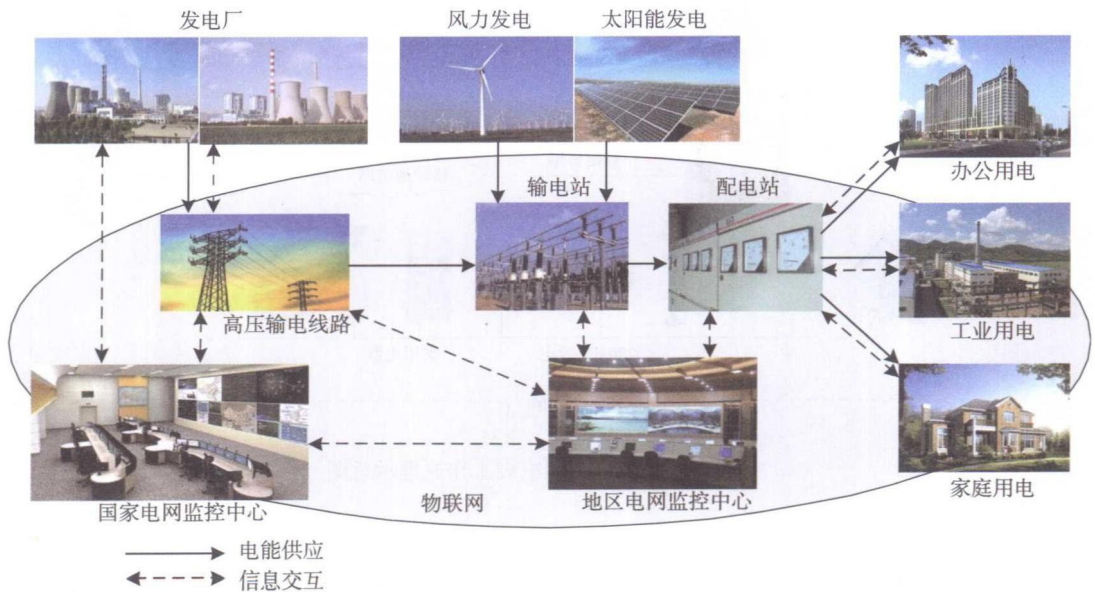 发电厂
风力发电
太阳能发电
办公用电
输电站
配电站
高压输电线路
工业用电
国家电网监控中心
物联网
地区电网监控中心
家庭用电
电能供应
信息交互